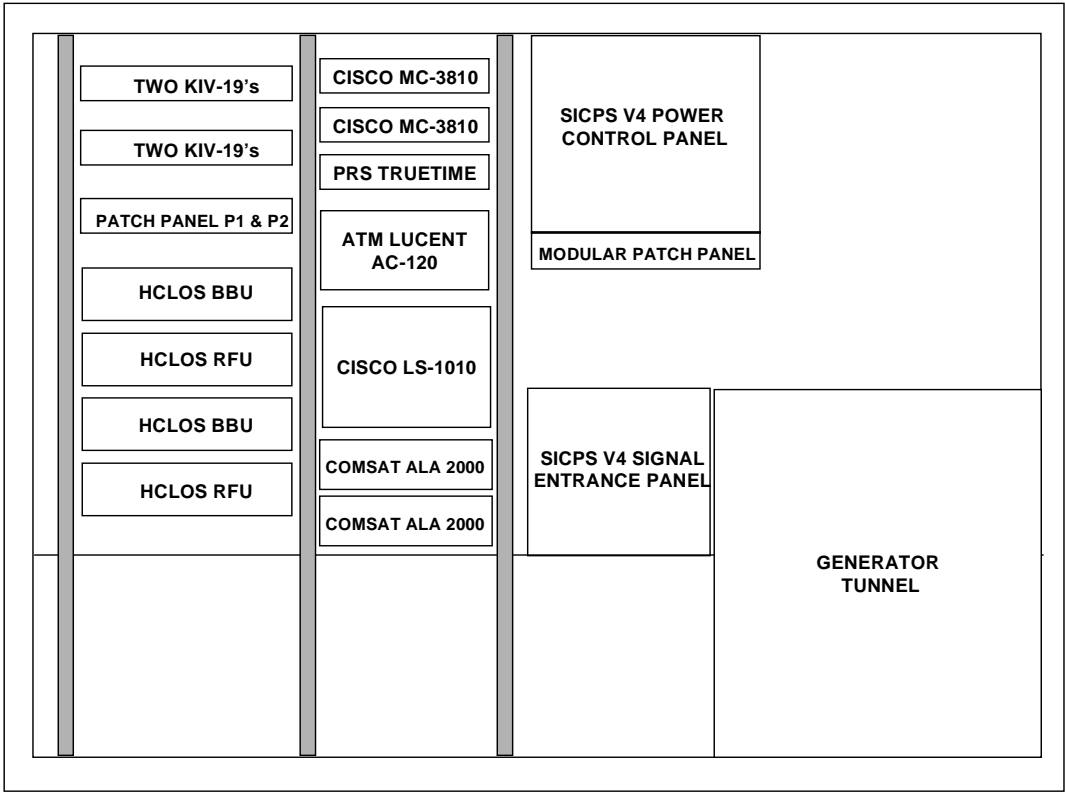 TWO KIV-19's
TWO KIV-19's
PATCH PANEL P1 & P2
HCLOS BBU
HCLOS RFU
HCLOS BBU
HCLOS RFU
CISCO MC-3810
CISCO MC-3810
PRS TRUETIME
ATM LUCENT
AC-120
CISCO LS-1010
COMSAT ALA 2000
COMSAT ALA 2000
SICPS V4 POWER
CONTROL PANEL
MODULAR PATCH PANEL
SICPS V4 SIGNAL
ENTRANCE PANEL
GENERATOR
TUNNEL